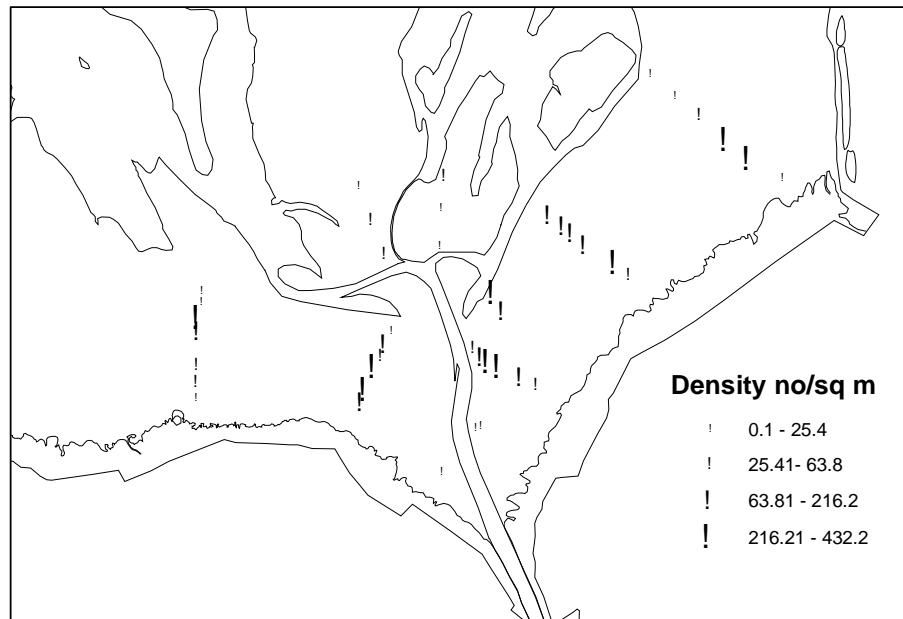 Density no/sq m
! 0.1 - 25.4
! 25.41- 63.8
! 63.81 - 216.2
! 216.21 - 432.2